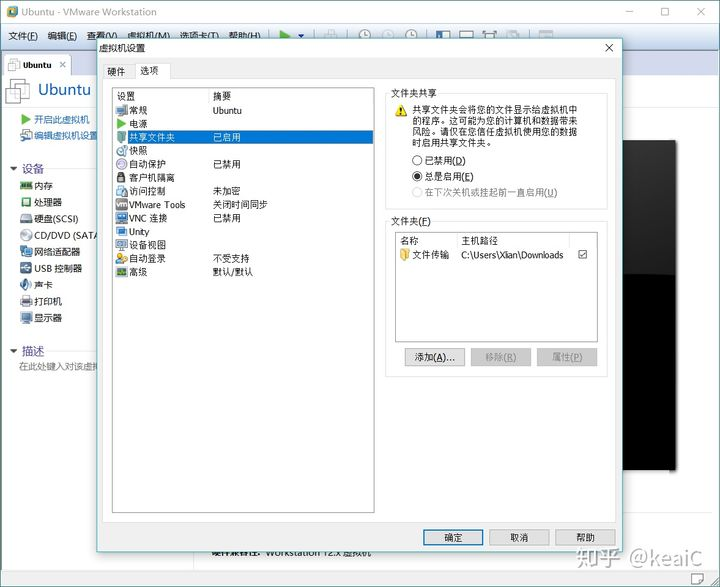 Ubuntu - VMware Workstation
文件(F) 编辑(E) 查看(V) 虚拟机(M) 选项卡(T) 帮助(H)
Ubuntu
Ubuntu
开启此虚拟机
编辑虚拟机设置
设备
内存
处理器
硬盘(SCSI)
CD/DVD (SATA
网络适配器
USB 控制器
声卡
打印机
显示器
描述
在此处键入对该虚拟
虚拟机设置
硬件 选项
设置 摘要
常规 Ubuntu
电源
共享文件夹 已启用
快照
自动保护 已禁用
客户机隔离
访问控制 未加密
VMware Tools 关闭时间同步
VNC 连接 已禁用
Unity
设备视图
自动登录 不受支持
高级 默认/默认
文件夹共享
共享文件夹会将您的文件显示给虚拟机中
的程序。这可能为您的计算机和数据带来
风险。请仅在您信任虚拟机使用您的数据
时启用共享文件夹。
已禁用(D)
总是启用(E)
在下次关机或挂起前一直启用(U)
文件夹(F)
名称 主机路径
文件传输 C:\Users\Xlian\Downloads
添加(A)... 移除(R) 属性(P)
确定 取消 帮助
硬件兼容性: Workstation 12.x 虚拟机
知乎 @keaiC